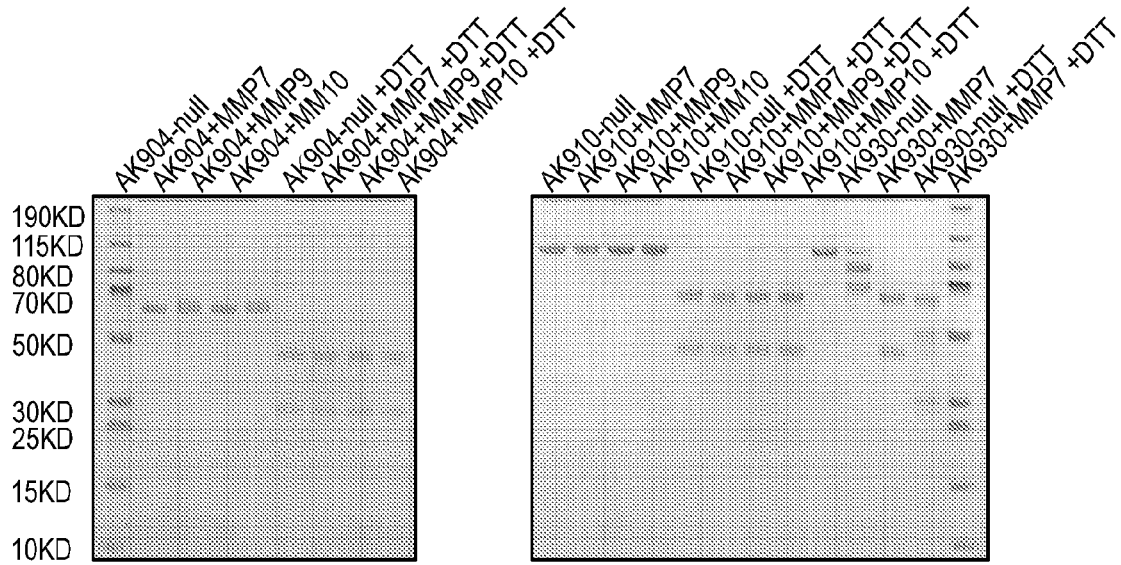 AK904-null
AK904+MMP7
AK904+MMP9
AK904+MM10
AK904-null +DTT
AK904+MMP7 +DTT
AK904+MMP9 +DTT
AK904+MMP10 +DTT
AK910-null
AK910+MMP7
AK910+MMP9
AK910+MM10
AK910-null +DTT
AK910+MMP7 +DTT
AK910+MMP9 +DTT
AK910+MMP10 +DTT
AK930-null
AK930+MMP7
AK930-null +DTT
AK930+MMP7 +DTT
190KD
115KD
80KD
70KD
50KD
30KD
25KD
15KD
10KD